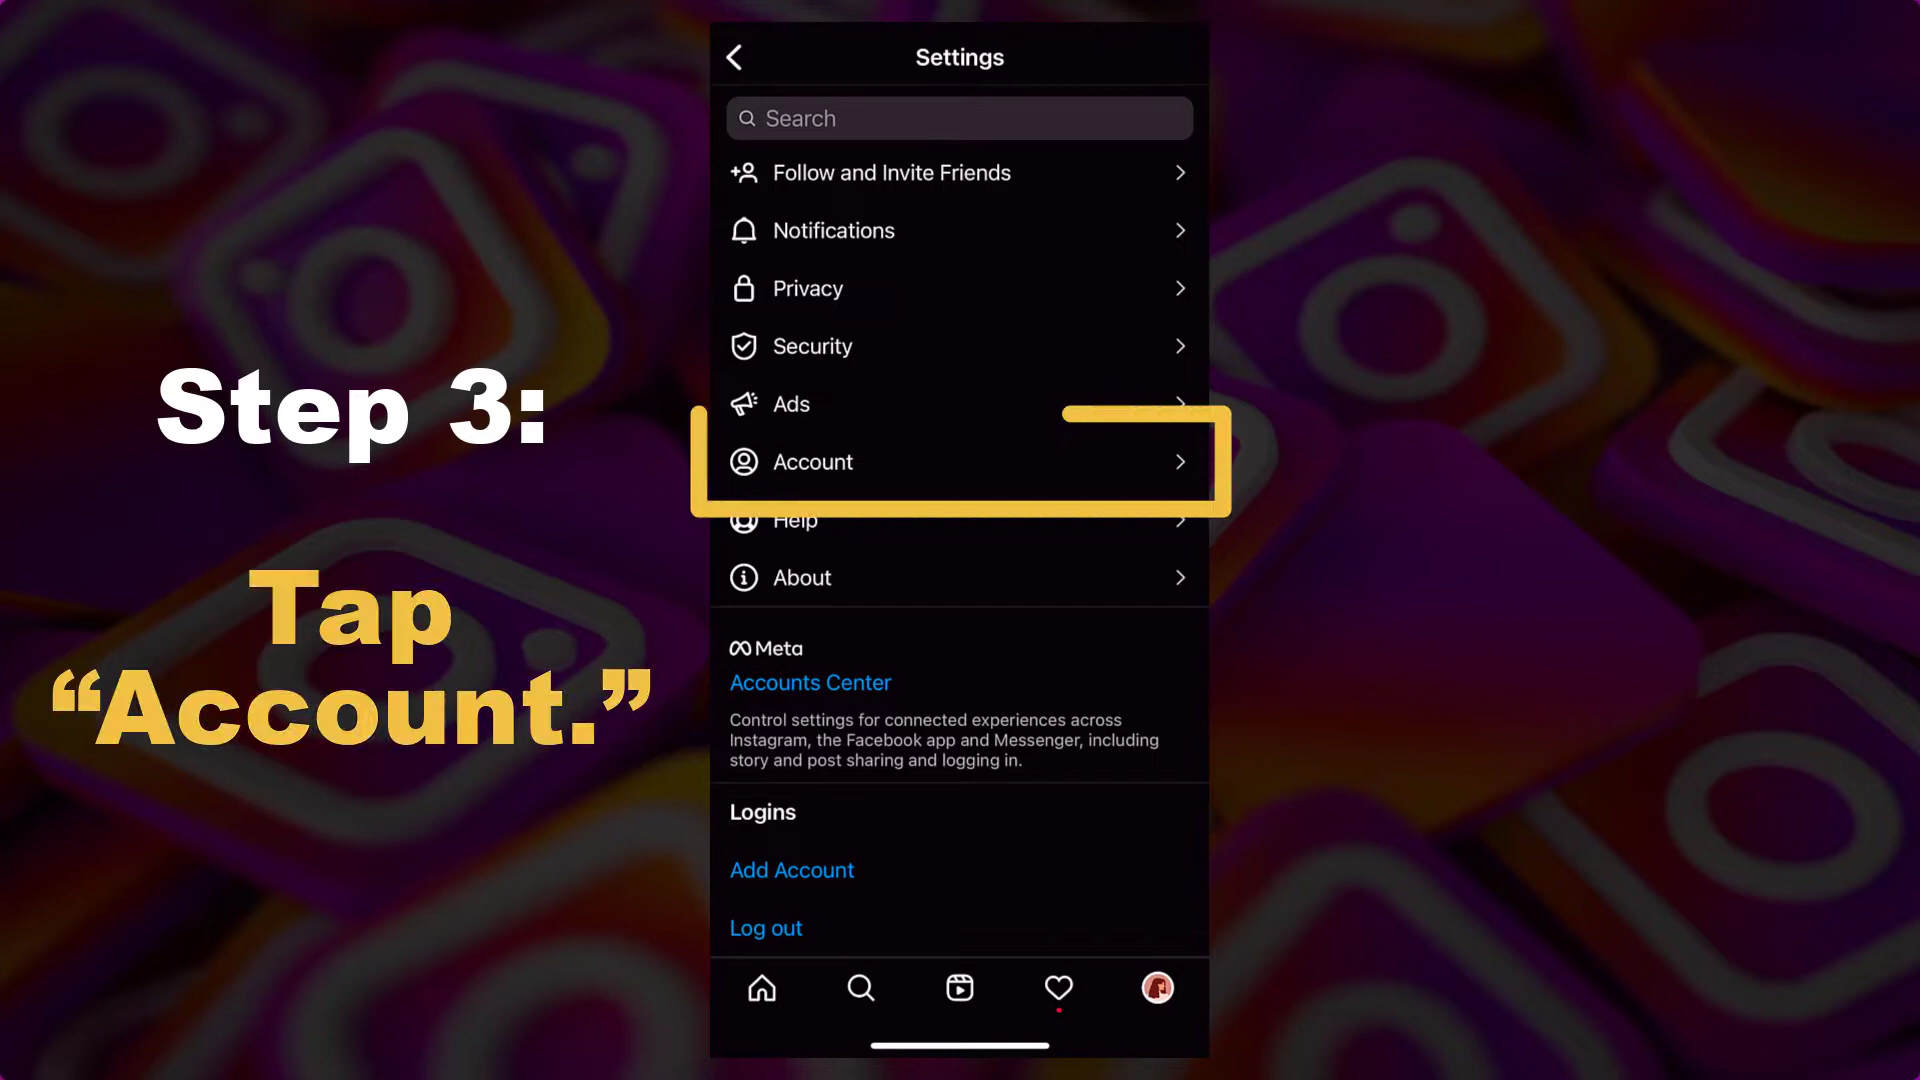 Step 3:
Tap
“Account.”
Settings
Search
Follow and Invite Friends
Notifications
Privacy
Security
Ads
Account
Help
About
Meta
Accounts Center
Control settings for connected experiences across
Instagram, the Facebook app and Messenger, including
story and post sharing and logging in.
Logins
Add Account
Log out